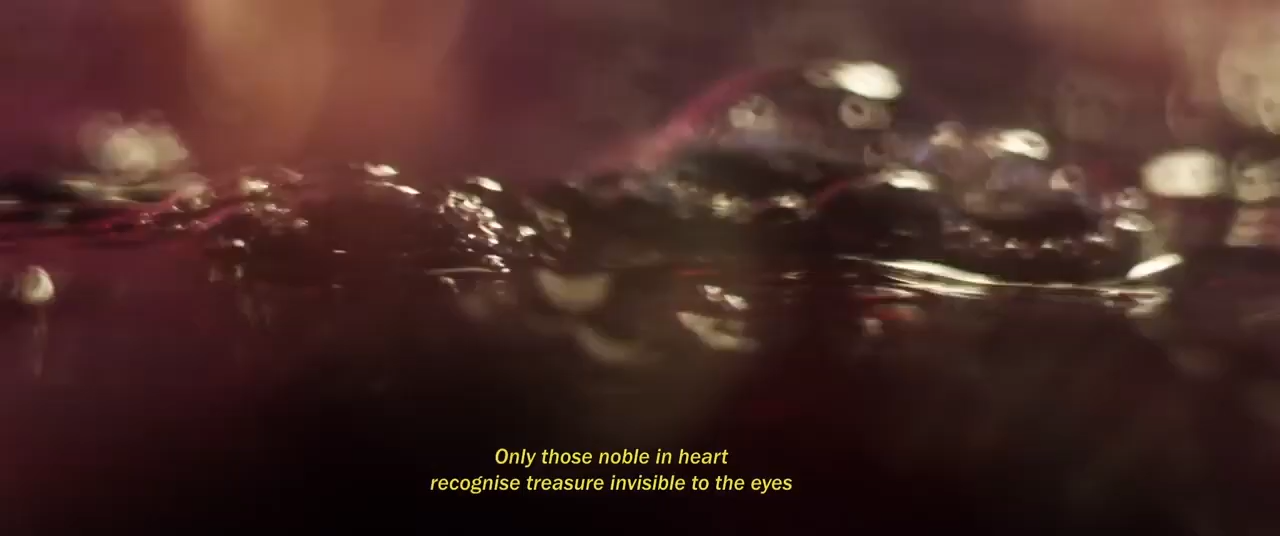 Only those noble in heart
recognise treasure invisible to the eyes